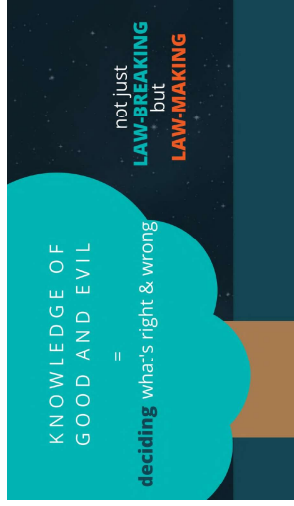 KNOWLEDGE OF
GOOD AND EVIL
=
deciding what's right & wrong
not just
LAW-BREAKING
but
LAW-MAKING